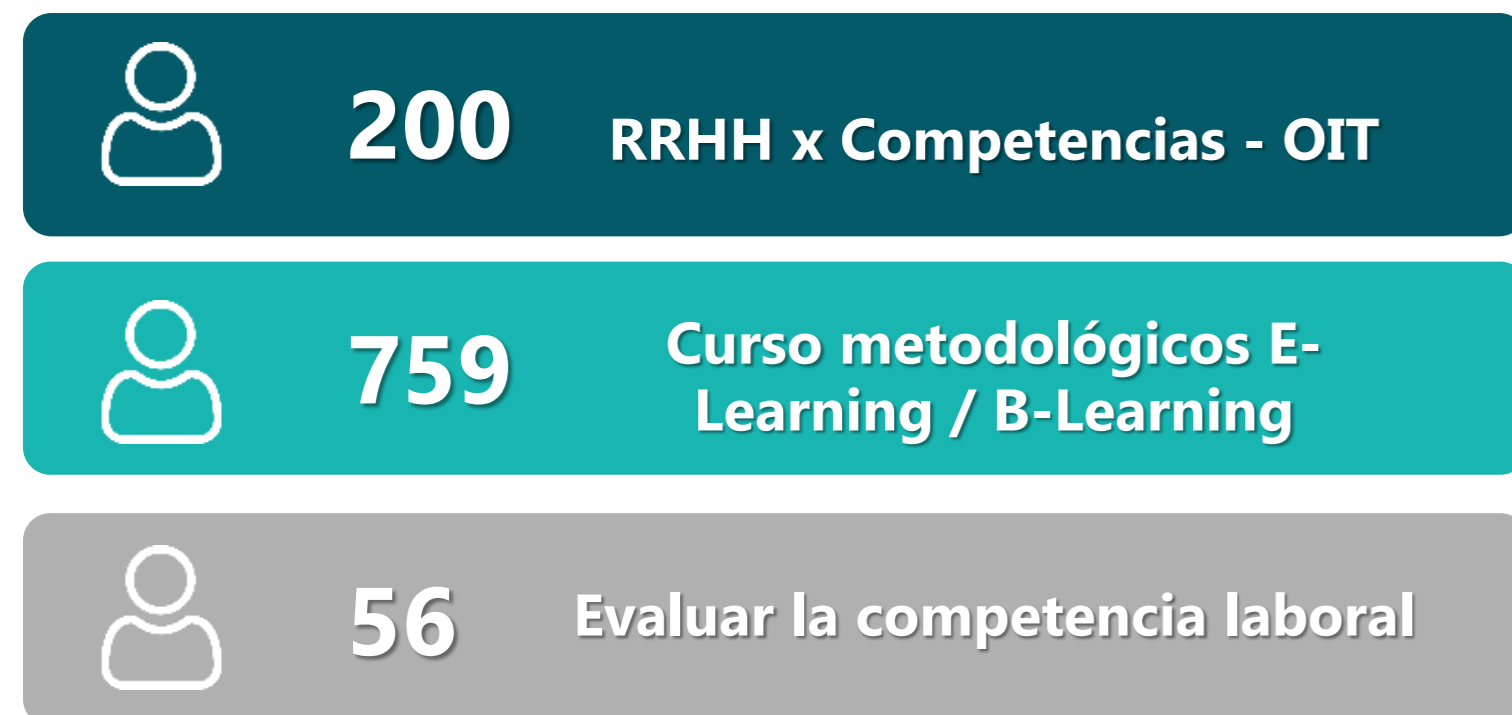 200
RRHH x Competencias - OIT
759
Curso metodológicos E-
Learning / B-Learning
56
Evaluar la competencia laboral